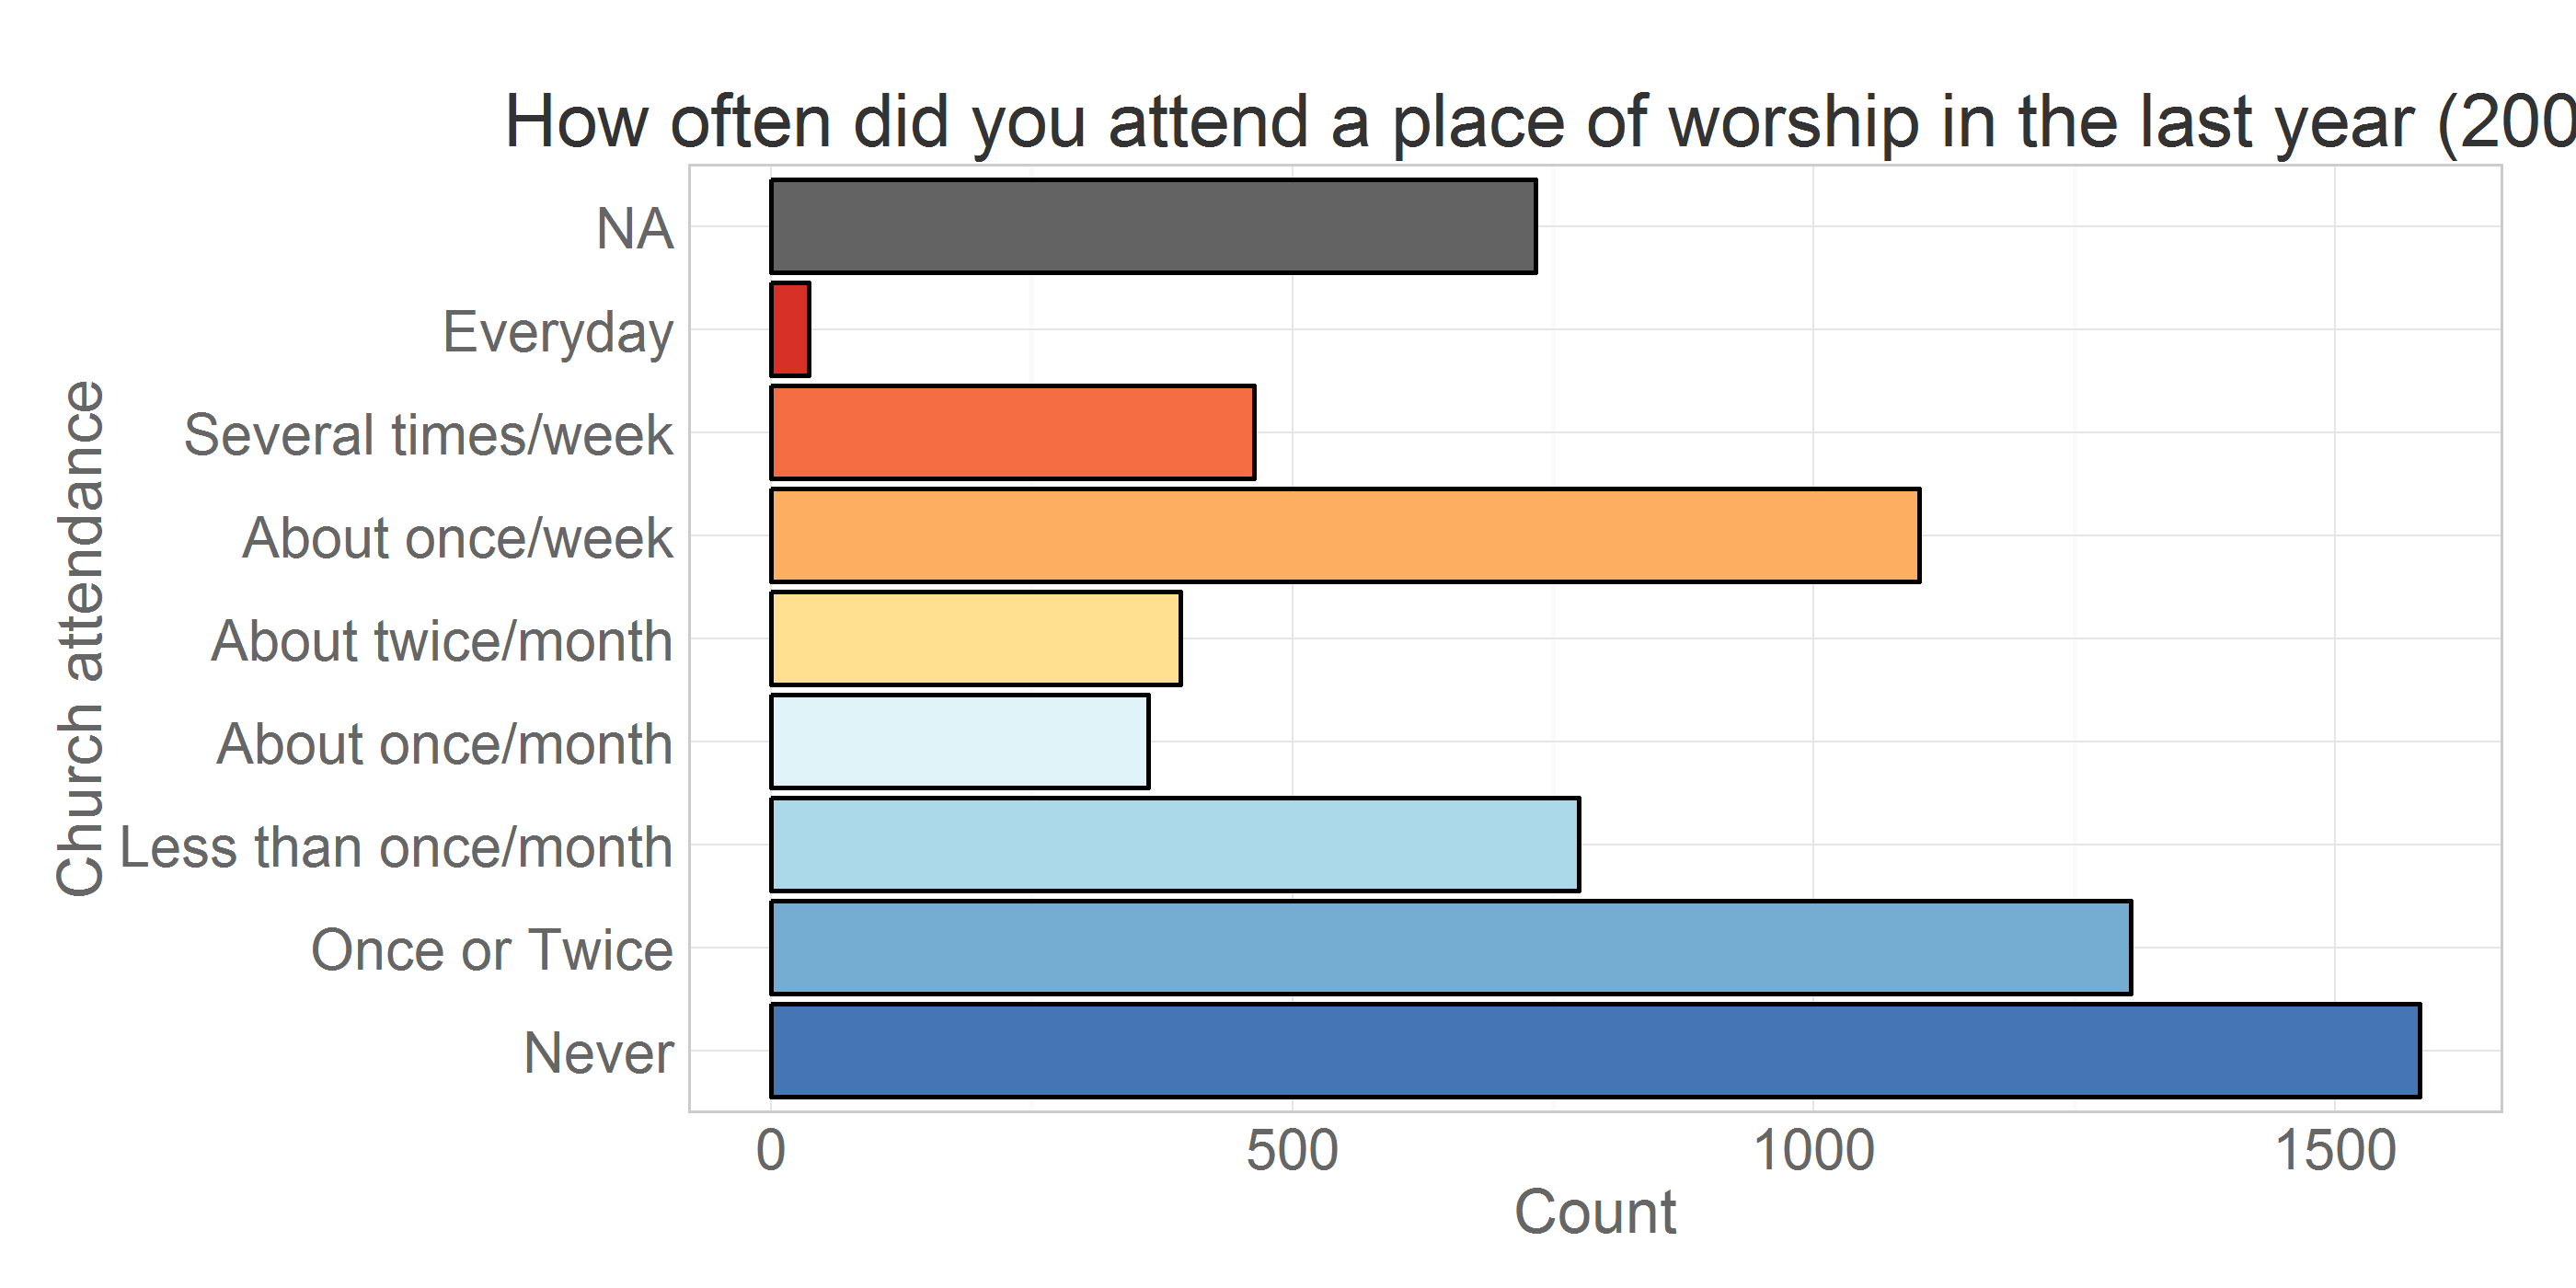 How often did you attend a place of worship in the last year (200
NA
Everyday
Several times/week
About once/week
About twice/month
About once/month
Less than once/month
Once or Twice
Never
Church attendance
0 500 1000 1500
Count